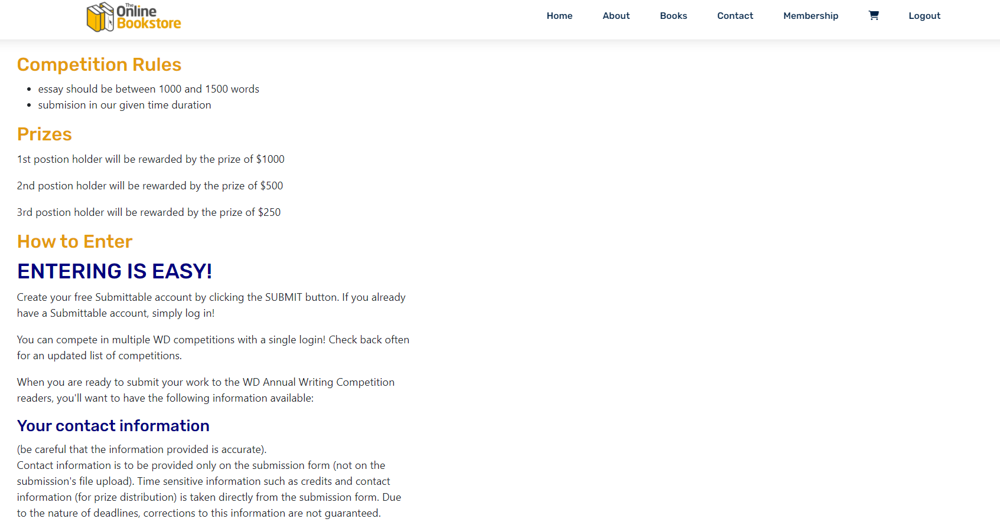 The
Online
Bookstore
Home About Books Contact Membership Logout
Competition Rules
essay should be between 1000 and 1500 words
submision in our given time duration
Prizes
1st postion holder will be rewarded by the prize of $1000
2nd postion holder will be rewarded by the prize of $500
3rd postion holder will be rewarded by the prize of $250
How to Enter
ENTERING IS EASY!
Create your free Submittable account by clicking the SUBMIT button. If you already
have a Submittable account, simply log in!
You can compete in multiple WD competitions with a single login! Check back often
for an updated list of competitions.
When you are ready to submit your work to the WD Annual Writing Competition
readers, you'll want to have the following information available:
Your contact information
(be careful that the information provided is accurate).
Contact information is to be provided only on the submission form (not on the
submission's file upload). Time sensitive information such as credits and contact
information (for prize distribution) is taken directly from the submission form. Due
to the nature of deadlines, corrections to this information are not guaranteed.